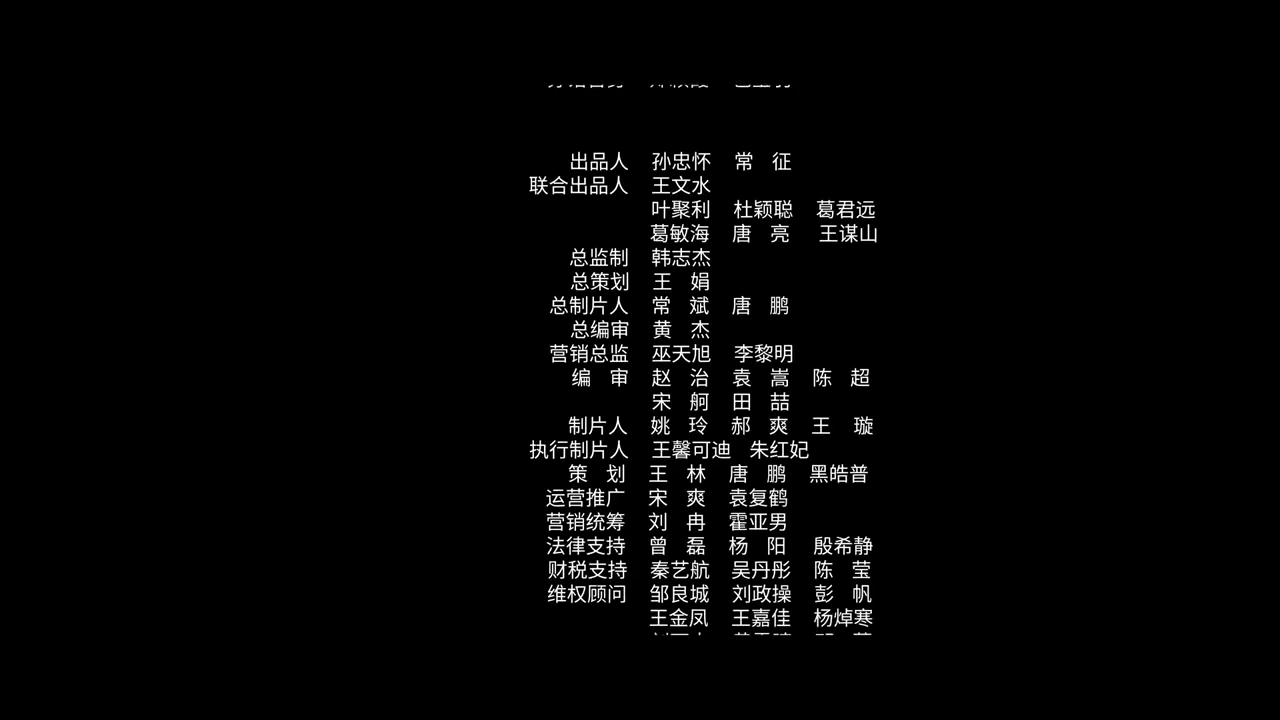 出品人 孙忠怀 常 征
联合出品人 王文水
叶聚利 杜颖聪 葛君远
葛敏海 唐 亮 王谋山
总监制 韩志杰
总策划 王 娟
总制片人 常 斌 唐 鹏
总编审 黄 杰
营销总监 巫天旭 李黎明
编 审 赵 治 袁 嵩 陈 超
宋 舸 田 喆
制片人 姚 玲 郝 爽 王 璇
执行制片人 王馨可迪 朱红妃
策 划 王 林 唐 鹏 黑皓普
运营推广 宋 爽 袁复鹤
营销统筹 刘 冉 霍亚男
法律支持 曾 磊 杨 阳 殷希静
财税支持 秦艺航 吴丹彤 陈 莹
维权顾问 邹良城 刘政操 彭 帆
王金凤 王嘉佳 杨焯寒